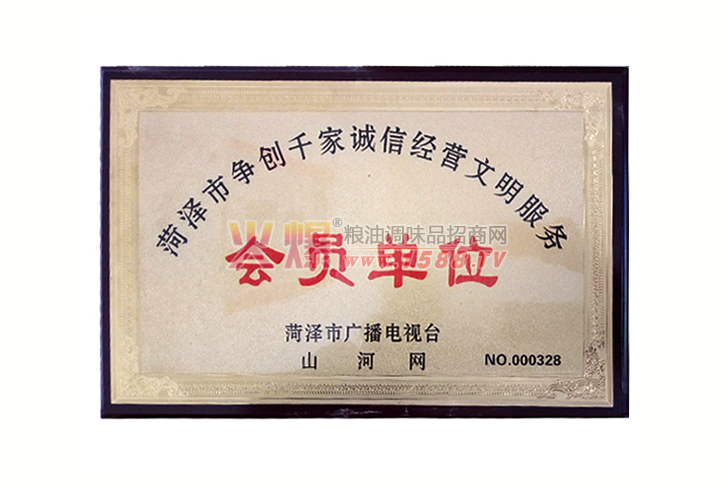 菏泽市争创千家诚信经营文明服务
火爆®粮油调味品招商网
会员单位
菏泽市广播电视台
山河网
NO.000328